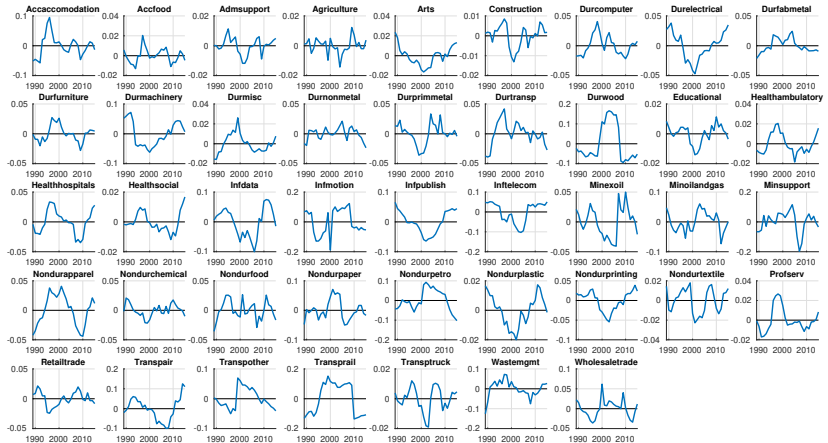 Accaccomodation Accfood Admsupport Agriculture Arts Construction Durcomputer Durelectrical Durfabmetal
0.1 0.04 0.02 0.02 0.04 0.01 0.05 0.05 0.04
0.02 0.02 0.02
0 0 0 0 0 0 0 0 0
-0.01
-0.1 -0.02 -0.02 -0.02 -0.02 -0.02 -0.05 -0.05 -0.02
1990 2000 2010 1990 2000 2010 1990 2000 2010 1990 2000 2010 1990 2000 2010 1990 2000 2010 1990 2000 2010 1990 2000 2010 1990 2000 2010
Durfurniture Durmachinery Durmisc Durnonmetal Durprimmetal Durtransp Durwood Educational Healthambulatory
0.05 0.1 0.04 0.05 0.05 0.05 0.2 0.04
0.02 0.1 0.02
0 0 0 0 0 0 0 0 0
-0.05 -0.1 -0.02 -0.05 -0.05 -0.05 -0.1 -0.02
1990 2000 2010 1990 2000 2010 1990 2000 2010 1990 2000 2010 1990 2000 2010 1990 2000 2010 1990 2000 2010 1990 2000 2010 1990 2000 2010
Healthhospitals Healthsocial Infdata Infmotion Infpublish Inftelecom Minexoil Minoilandgas Minsupport
0.05 0.02 0.1 0.2 0.1 0.1 0.05 0.1
0 0 0 0 0 0 0 0 0
-0.1
-0.05 -0.02 -0.1 -0.2 -0.1 -0.2 -0.05 -0.1
1990 2000 2010 1990 2000 2010 1990 2000 2010 1990 2000 2010 1990 2000 2010 1990 2000 2010 1990 2000 2010 1990 2000 2010 1990 2000 2010
Nondurapparel Nondurchemical Nondurfood Nondurpaper Nondurpetro Nondurplastic Nondurprinting Nondurtextile Profserv
0.05 0.1 0.05 0.1 0.1 0.02 0.05 0.04
0.02
0 0 0 0 0 0 0 0 0
-0.1
-0.05 -0.1 -0.05 -0.1 -0.2 -0.02 -0.02
1990 2000 2010 1990 2000 2010 1990 2000 2010 1990 2000 2010 1990 2000 2010 1990 2000 2010 1990 2000 2010 1990 2000 2010 1990 2000 2010
Retailtrade Transpair Transpother Transprail Transptruck Wastemgmt Wholesaletrade
0.05 0.2 0.1 0.2 0.02 0.1 0.1
0.1 0.1 0.05
0 0 0 0 0 0 0
-0.1
-0.05 -0.1 -0.1 -0.2 -0.02 -0.2 -0.05
1990 2000 2010 1990 2000 2010 1990 2000 2010 1990 2000 2010 1990 2000 2010 1990 2000 2010 1990 2000 2010